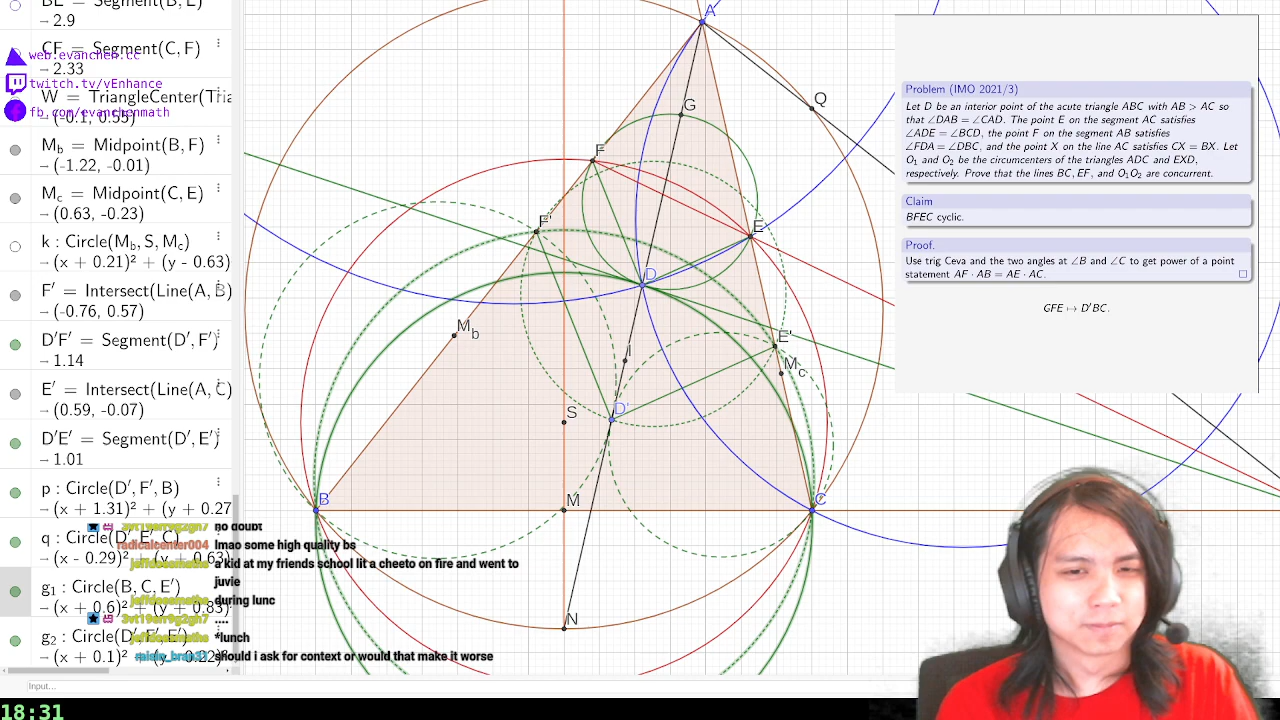 BE = Segment(B, E)
→ 2.9
CF = Segment(C, F)
→ 2.33
web.evanchen.cc
twitch.tv/vEnhance
W = TriangleCenter(Tria
fb.com/evanchenmath
M_b = Midpoint(B, F)
→ (-1.22, -0.01)
M_c = Midpoint(C, E)
→ (0.63, -0.23)
k : Circle(M_b, S, M_c)
→ (x + 0.21)² + (y - 0.63)
F′ = Intersect(Line(A, B)
→ (-0.76, 0.57)
D′F′ = Segment(D′, F′)
→ 1.14
E′ = Intersect(Line(A, C)
→ (0.59, -0.07)
D′E′ = Segment(D′, E′)
→ 1.01
p : Circle(D′, F′, B)
→ (x + 1.31)² + (y + 0.27
→ (x - 0.29)²
g₁ : Circle(B, C, E′)
→ (x + 0.6)² + (y + 0.83)
g₂ : Circle(D′, F′, E′)
→ (x + 0.1)² + (y
no doubt
radicalcenter004 lmao some high quality bs
a kid at my friends school lit a cheeto on fire and went to
juvie
during lunc
....
*lunch
should i ask for context or would that make it worse
Input...
18:31
A
Q
G
F
F
E
D
M_b
E'
M_c
I
D'
S
B
M
C
N
Problem (IMO 2021/3)
Let D be an interior point of the acute triangle ABC with AB > AC so
that ∠DAB = ∠CAD. The point E on the segment AC satisfies
∠ADE = ∠BCD, the point F on the segment AB satisfies
∠FDA = ∠DBC, and the point X on the line AC satisfies CX = BX. Let
O₁ and O₂ be the circumcenters of the triangles ADC and EXD,
respectively. Prove that the lines BC, EF, and O₁O₂ are concurrent.
Claim
BFEC cyclic.
Proof.
Use trig Ceva and the two angles at ∠B and ∠C to get power of a point
statement AF · AB = AE · AC. □
GFE ↦ D′BC.